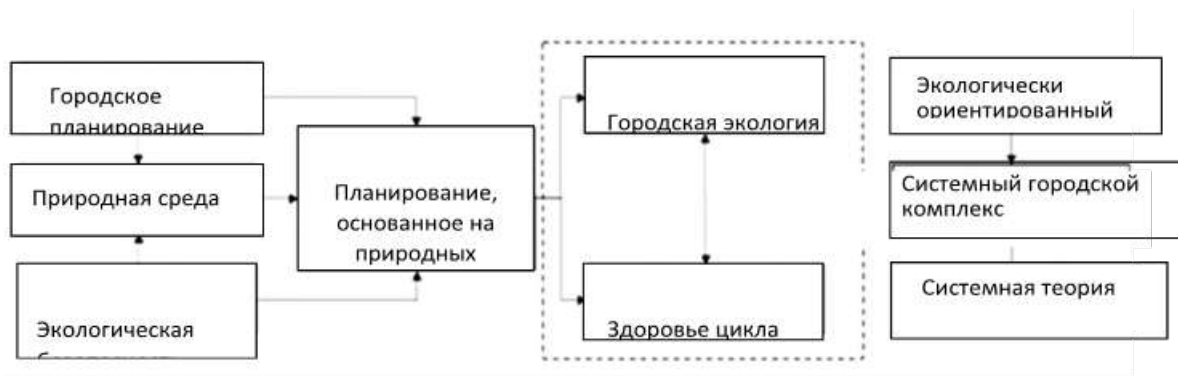 Городское
планирование
Природная среда
Экологическая
Планирование,
основанное на
природных
Городская экология
Здоровье цикла
Экологически
ориентированный
Системный городской
комплекс
Системная теория